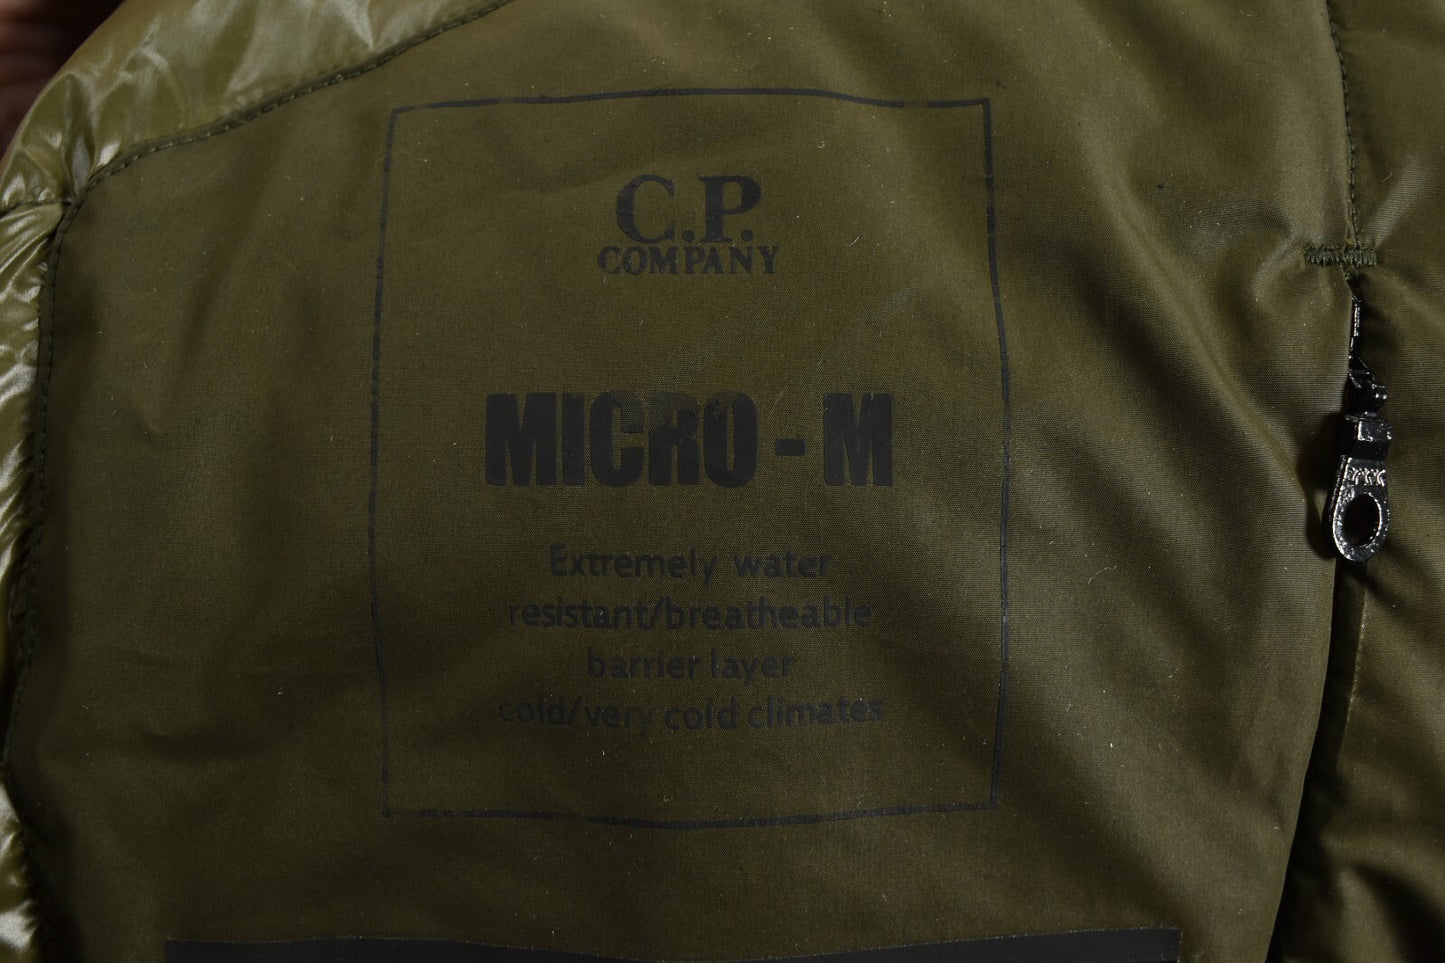 C.P.
COMPANY
MICRO - M
Extremely water
resistant/breatheable
barrier layer
cold/very cold climates